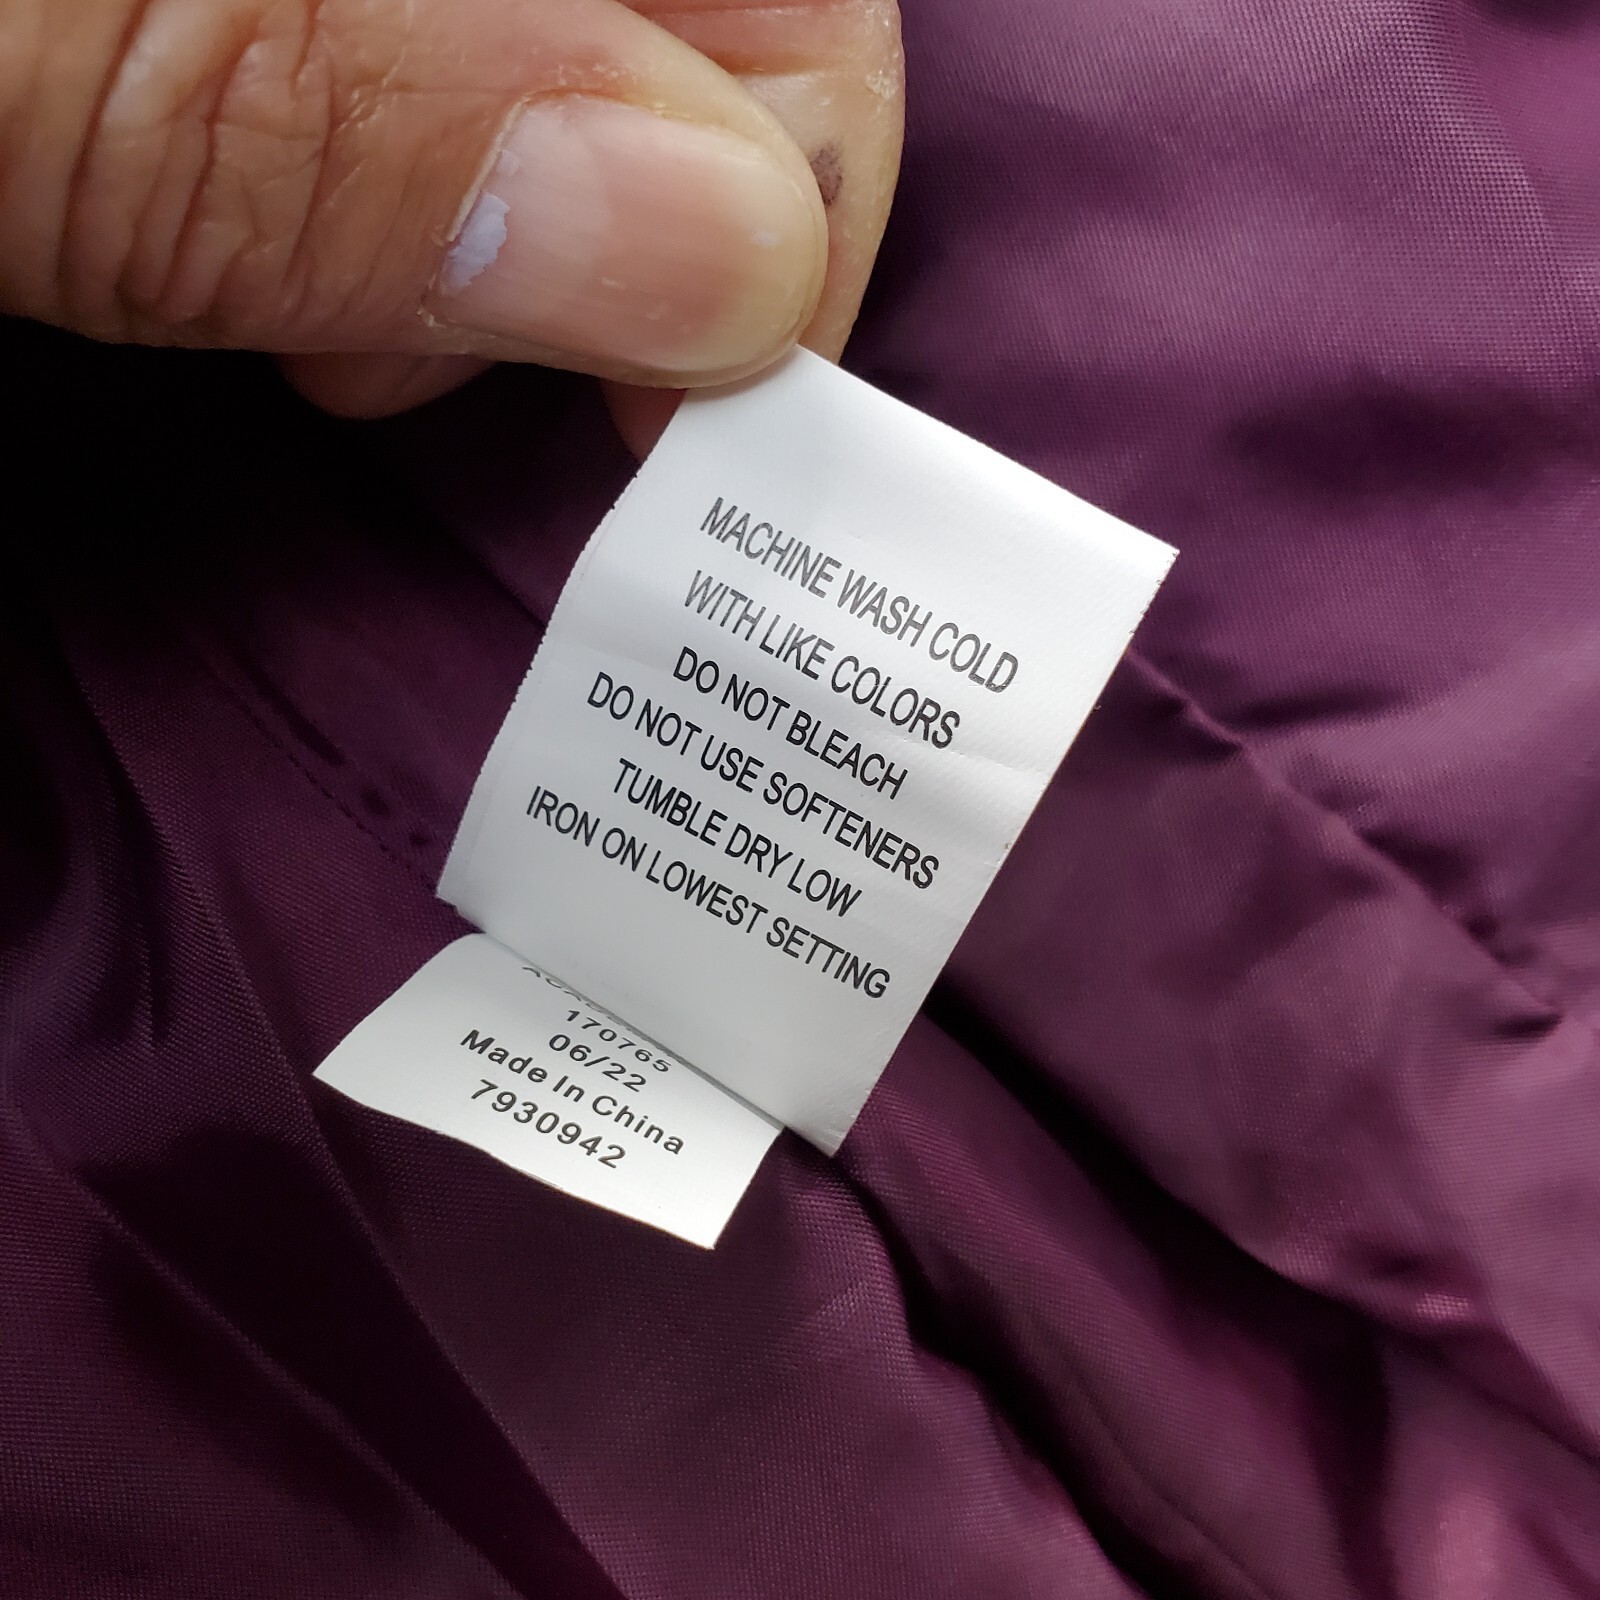 MACHINE WASH COLD
WITH LIKE COLORS
DO NOT BLEACH
DO NOT USE SOFTENERS
TUMBLE DRY LOW
IRON ON LOWEST SETTING
170765
06/22
Made In China
7930942